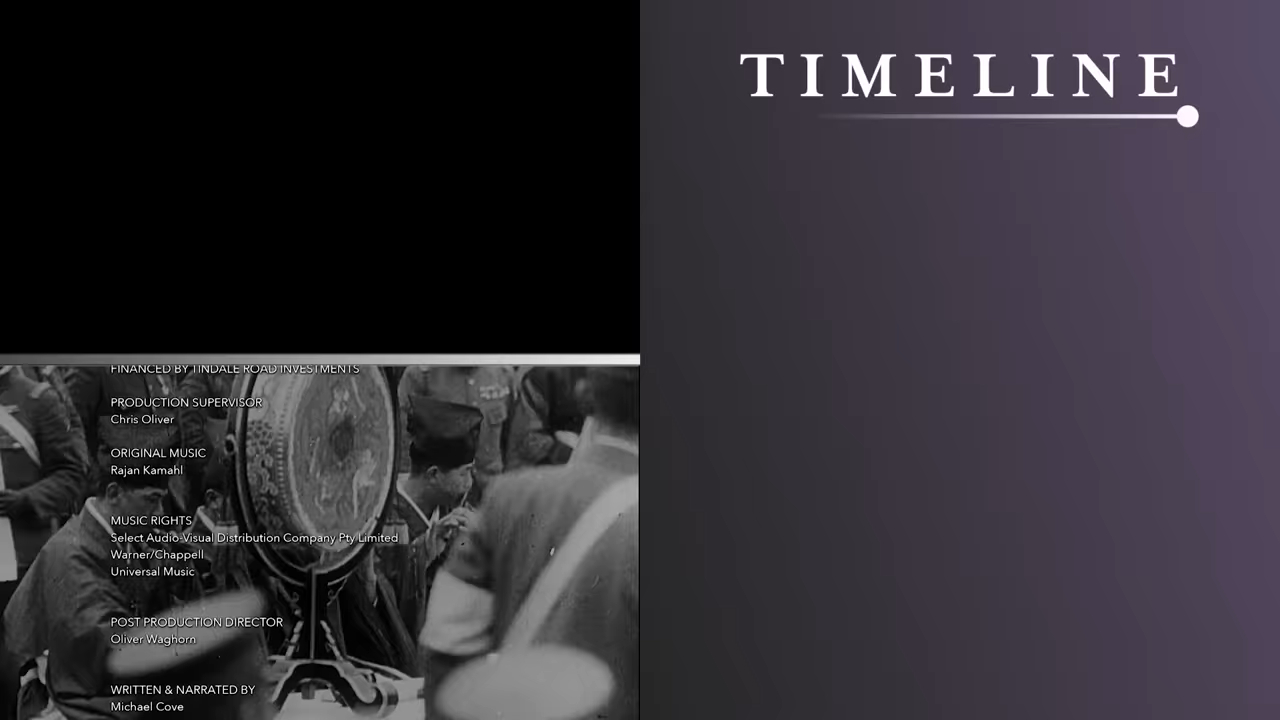 TIMELINE
FINANCED BY TINDALE ROAD INVESTMENTS
PRODUCTION SUPERVISOR
Chris Oliver
ORIGINAL MUSIC
Rajan Kamahl
MUSIC RIGHTS
Select Audio-Visual Distribution Company Pty Limited
Warner/Chappell
Universal Music
POST PRODUCTION DIRECTOR
Oliver Waghorn
WRITTEN & NARRATED BY
Michael Cove